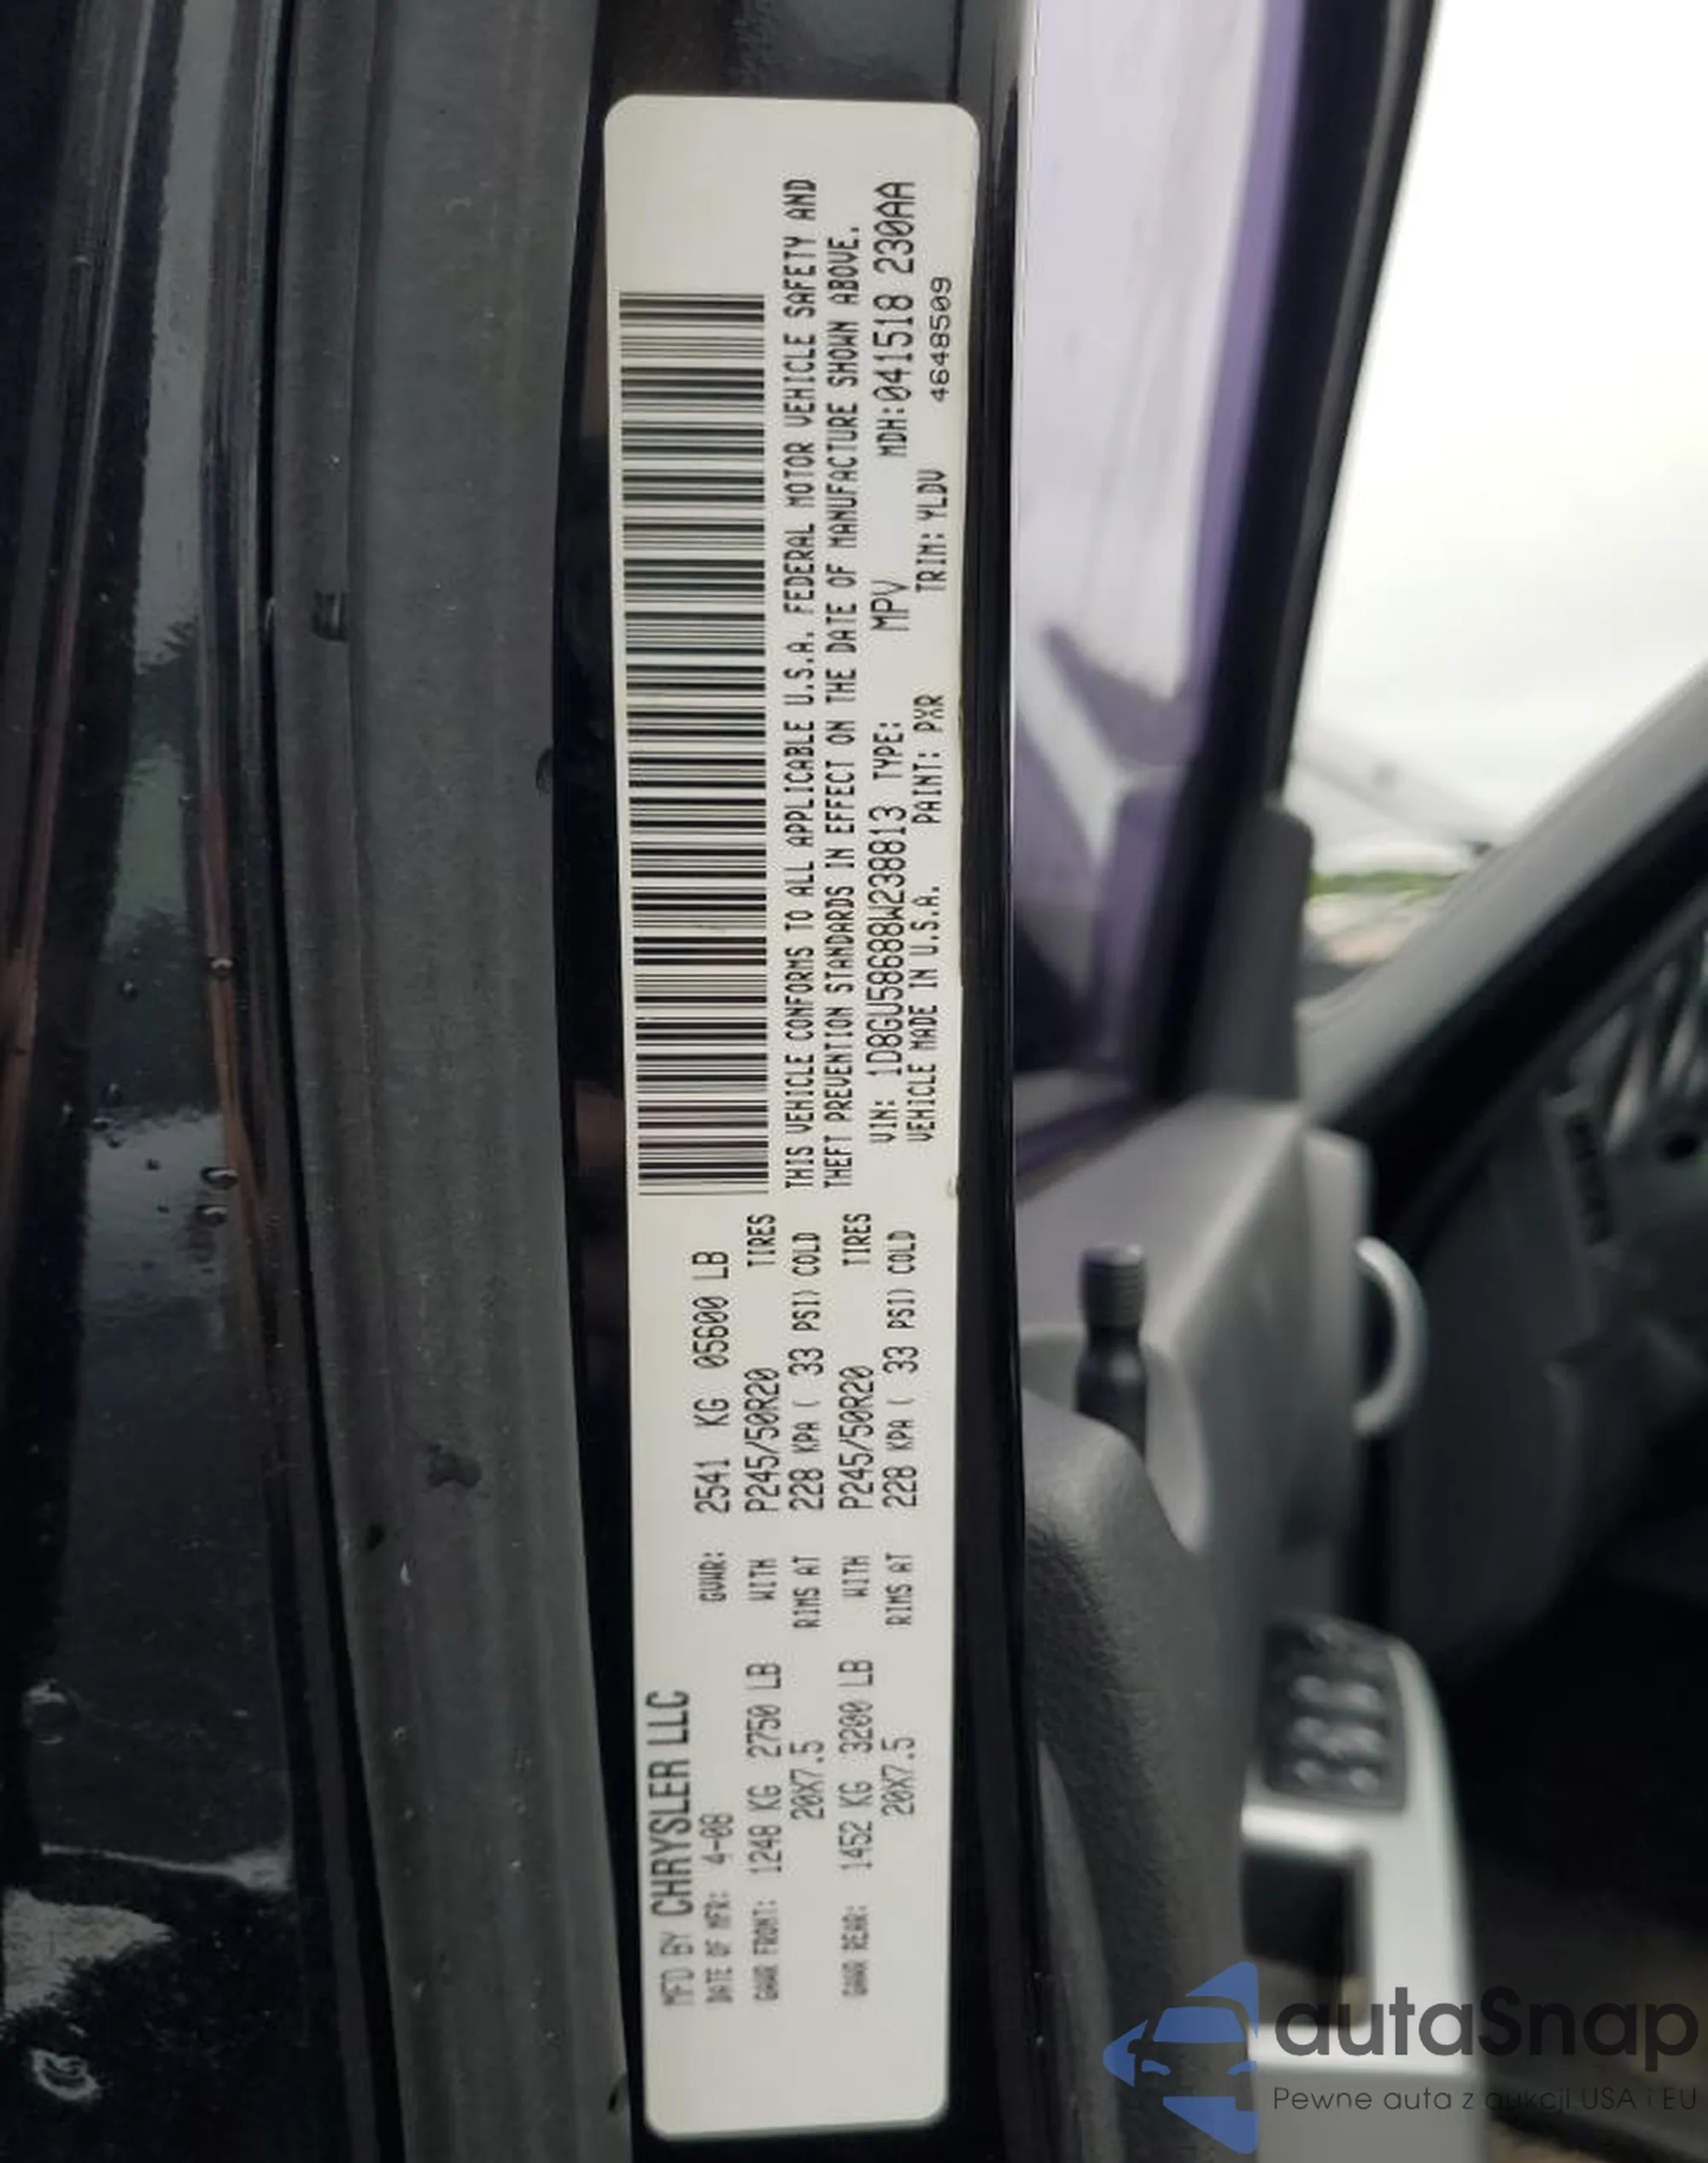 MFD BY CHRYSLER LLC
DATE OF MFR: 4-08
GVWR: 2541 KG 05600 LB
GAWR FRONT: 1248 KG 2750 LB WITH P245/50R20 TIRES
20X7.5 RIMS AT 228 KPA ( 33 PSI) COLD
GAWR REAR: 1452 KG 3200 LB WITH P245/50R20 TIRES
20X7.5 RIMS AT 228 KPA ( 33 PSI) COLD
THIS VEHICLE CONFORMS TO ALL APPLICABLE U.S.A. FEDERAL MOTOR VEHICLE SAFETY AND
THEFT PREVENTION STANDARDS IN EFFECT ON THE DATE OF MANUFACTURE SHOWN ABOVE.
VIN: 1D8GU58688W238813 TYPE: MPV MDH:041518 230AA
VEHICLE MADE IN U.S.A. PAINT: PXR TRIM: YLDV
4648509
autaSnap
Pewne auta z aukcji USA i EU